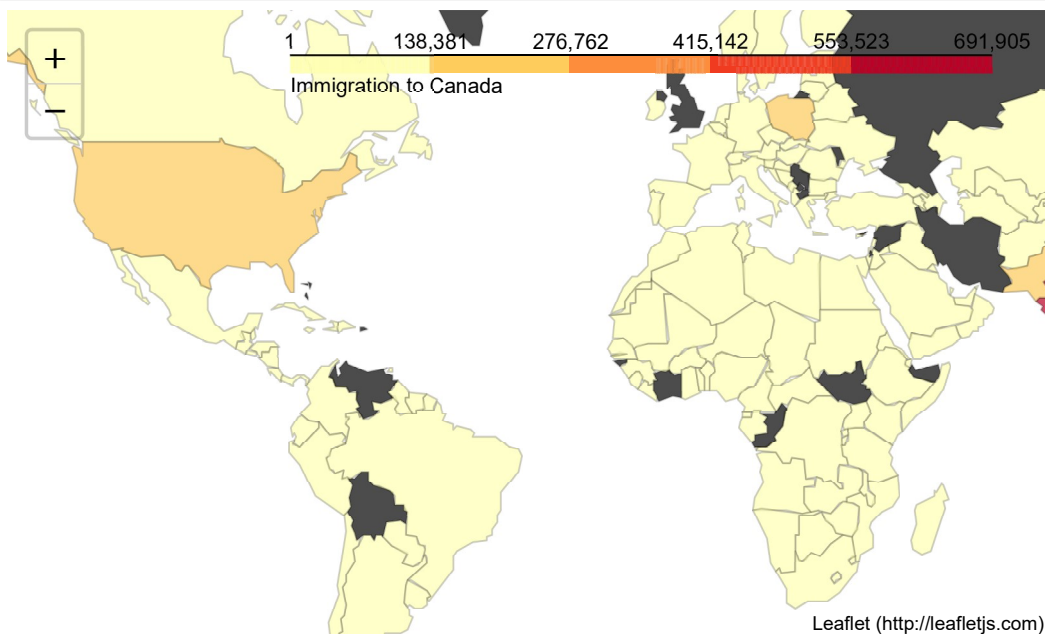 +
−
1 138,381 276,762 415,142 553,523 691,905
Immigration to Canada
Leaflet (http://leafletjs.com)